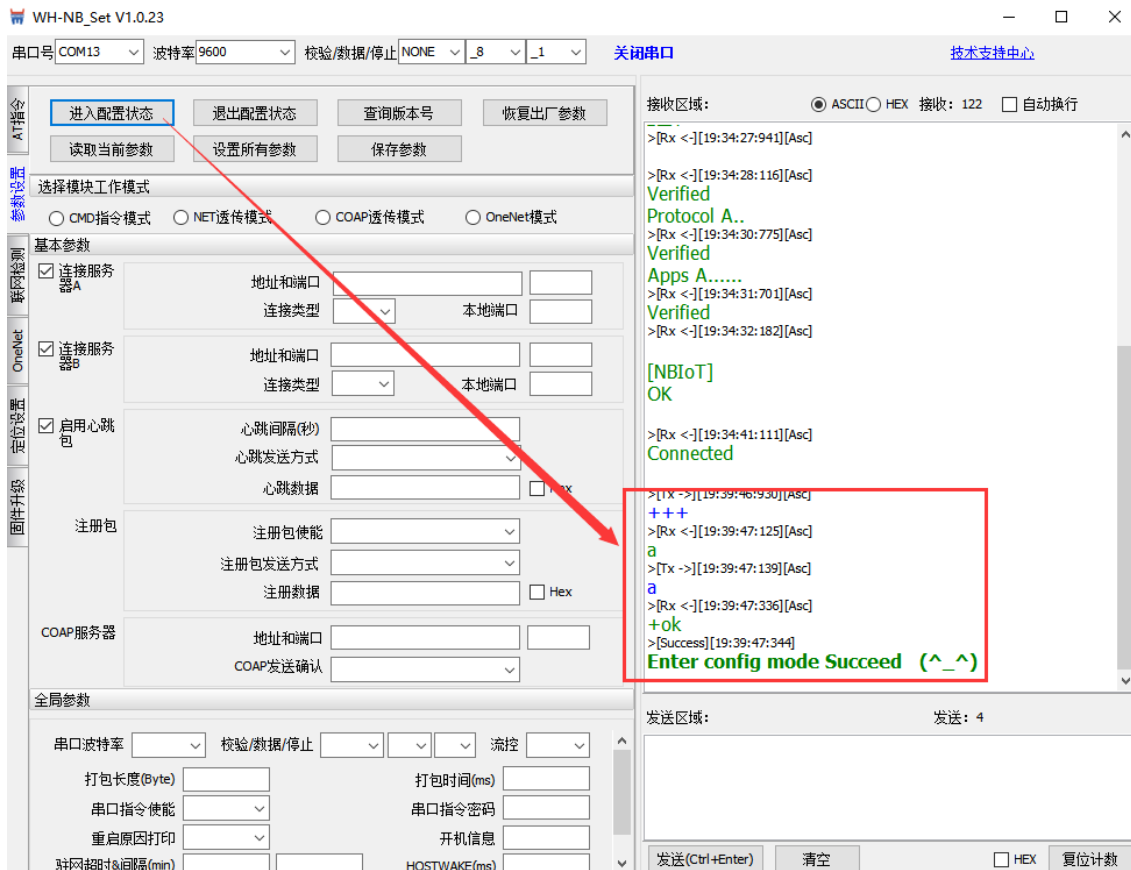 WH-NB_Set V1.0.23
串口号 COM13 波特率 9600 校验/数据/停止 NONE _8 _1 关闭串口 技术支持中心
AT指令
参数设置
联网检测
OneNet
定位设置
固件升级
进入配置状态 退出配置状态 查询版本号 恢复出厂参数
读取当前参数 设置所有参数 保存参数
选择模块工作模式
CMD指令模式 NET透传模式 COAP透传模式 OneNet模式
基本参数
连接服务
器A
地址和端口
连接类型 本地端口
连接服务
器B
地址和端口
连接类型 本地端口
启用心跳
包
心跳间隔(秒)
心跳发送方式
心跳数据 Hex
注册包
注册包使能
注册包发送方式
注册数据 Hex
COAP服务器
地址和端口
COAP发送确认
全局参数
串口波特率 校验/数据/停止 流控
打包长度(Byte) 打包时间(ms)
串口指令使能 串口指令密码
重启原因打印 开机信息
驻网超时&间隔(min) HOSTWAKE(ms)
接收区域: ASCII HEX 接收: 122 自动换行
>[Rx <-][19:34:27:941][Asc]
>[Rx <-][19:34:28:116][Asc]
Verified
Protocol A..
>[Rx <-][19:34:30:775][Asc]
Verified
Apps A......
>[Rx <-][19:34:31:701][Asc]
Verified
>[Rx <-][19:34:32:182][Asc]
[NBIoT]
OK
>[Rx <-][19:34:41:111][Asc]
Connected
>[Tx ->][19:39:46:930][Asc]
+++
>[Rx <-][19:39:47:125][Asc]
a
>[Tx ->][19:39:47:139][Asc]
a
>[Rx <-][19:39:47:336][Asc]
+ok
>[Success][19:39:47:344]
Enter config mode Succeed (^_^)
发送区域: 发送: 4
发送(Ctrl+Enter) 清空 HEX 复位计数